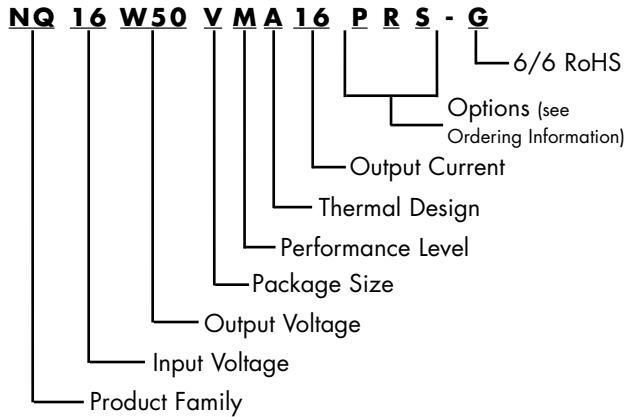 NQ 16 W50 V M A 16 P R S - G
6/6 RoHS
Options (see
Ordering Information)
Output Current
Thermal Design
Performance Level
Package Size
Output Voltage
Input Voltage
Product Family